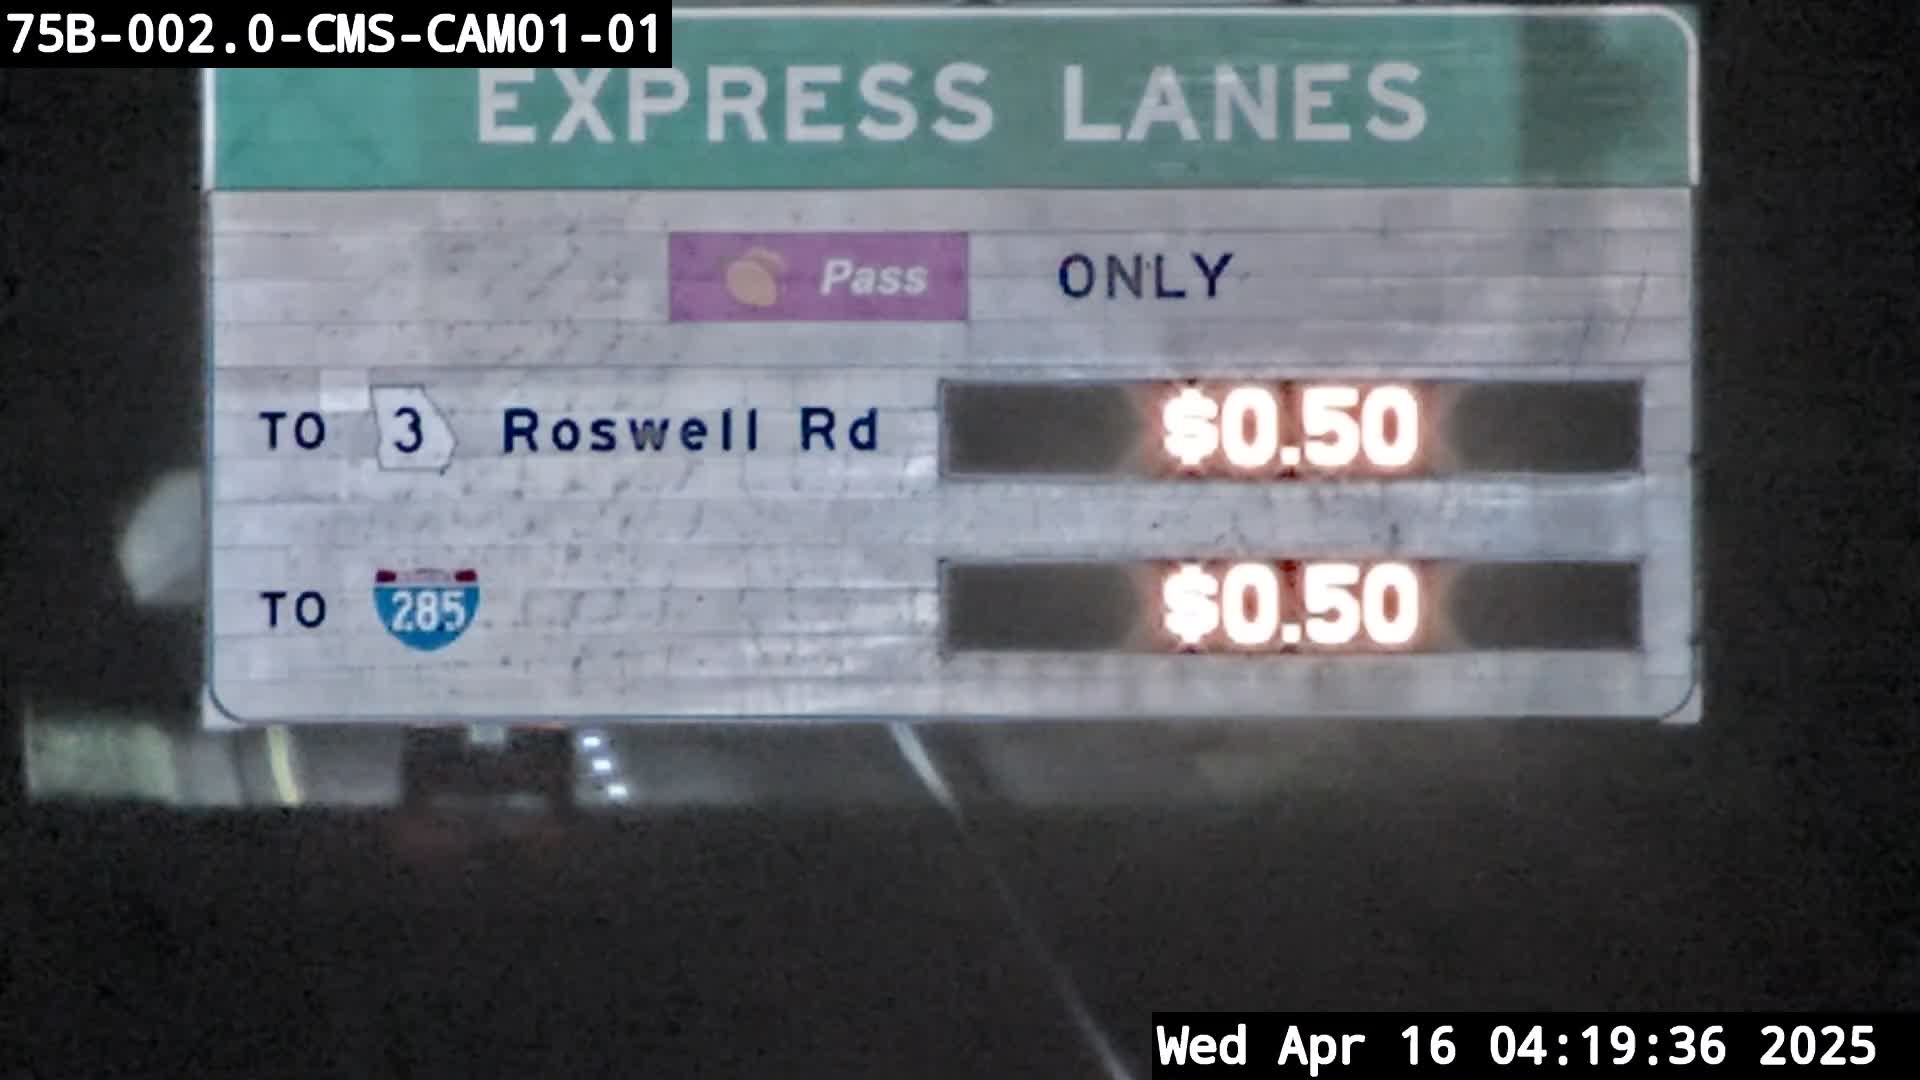 75B-002.0-CMS-CAM01-01
EXPRESS LANES
Pass ONLY
TO 3 Roswell Rd $0.50
TO 285 $0.50
Wed Apr 16 04:19:36 2025